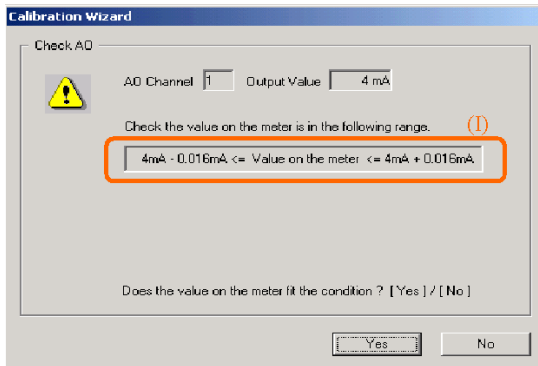 Calibration Wizard
Check AO
AO Channel 1 Output Value 4 mA
Check the value on the meter is in the following range. (I)
4mA - 0.016mA <= Value on the meter <= 4mA + 0.016mA
Does the value on the meter fit the condition ? [ Yes ] / [ No ]
Yes No